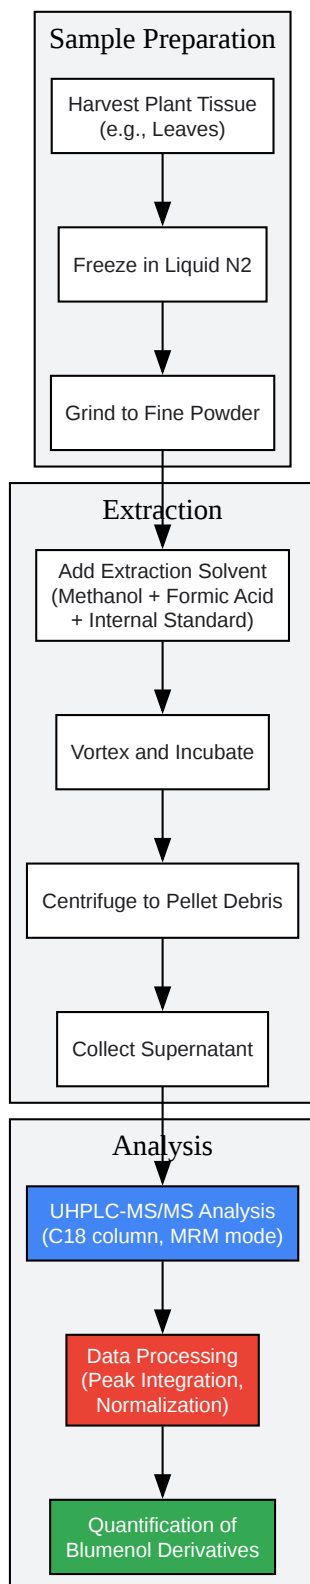 Sample Preparation
Harvest Plant Tissue
(e.g., Leaves)
Freeze in Liquid N2
Grind to Fine Powder
Extraction
Add Extraction Solvent
(Methanol + Formic Acid
+ Internal Standard)
Vortex and Incubate
Centrifuge to Pellet Debris
Collect Supernatant
Analysis
UHPLC-MS/MS Analysis
(C18 column, MRM mode)
Data Processing
(Peak Integration,
Normalization)
Quantification of
Blumenol Derivatives